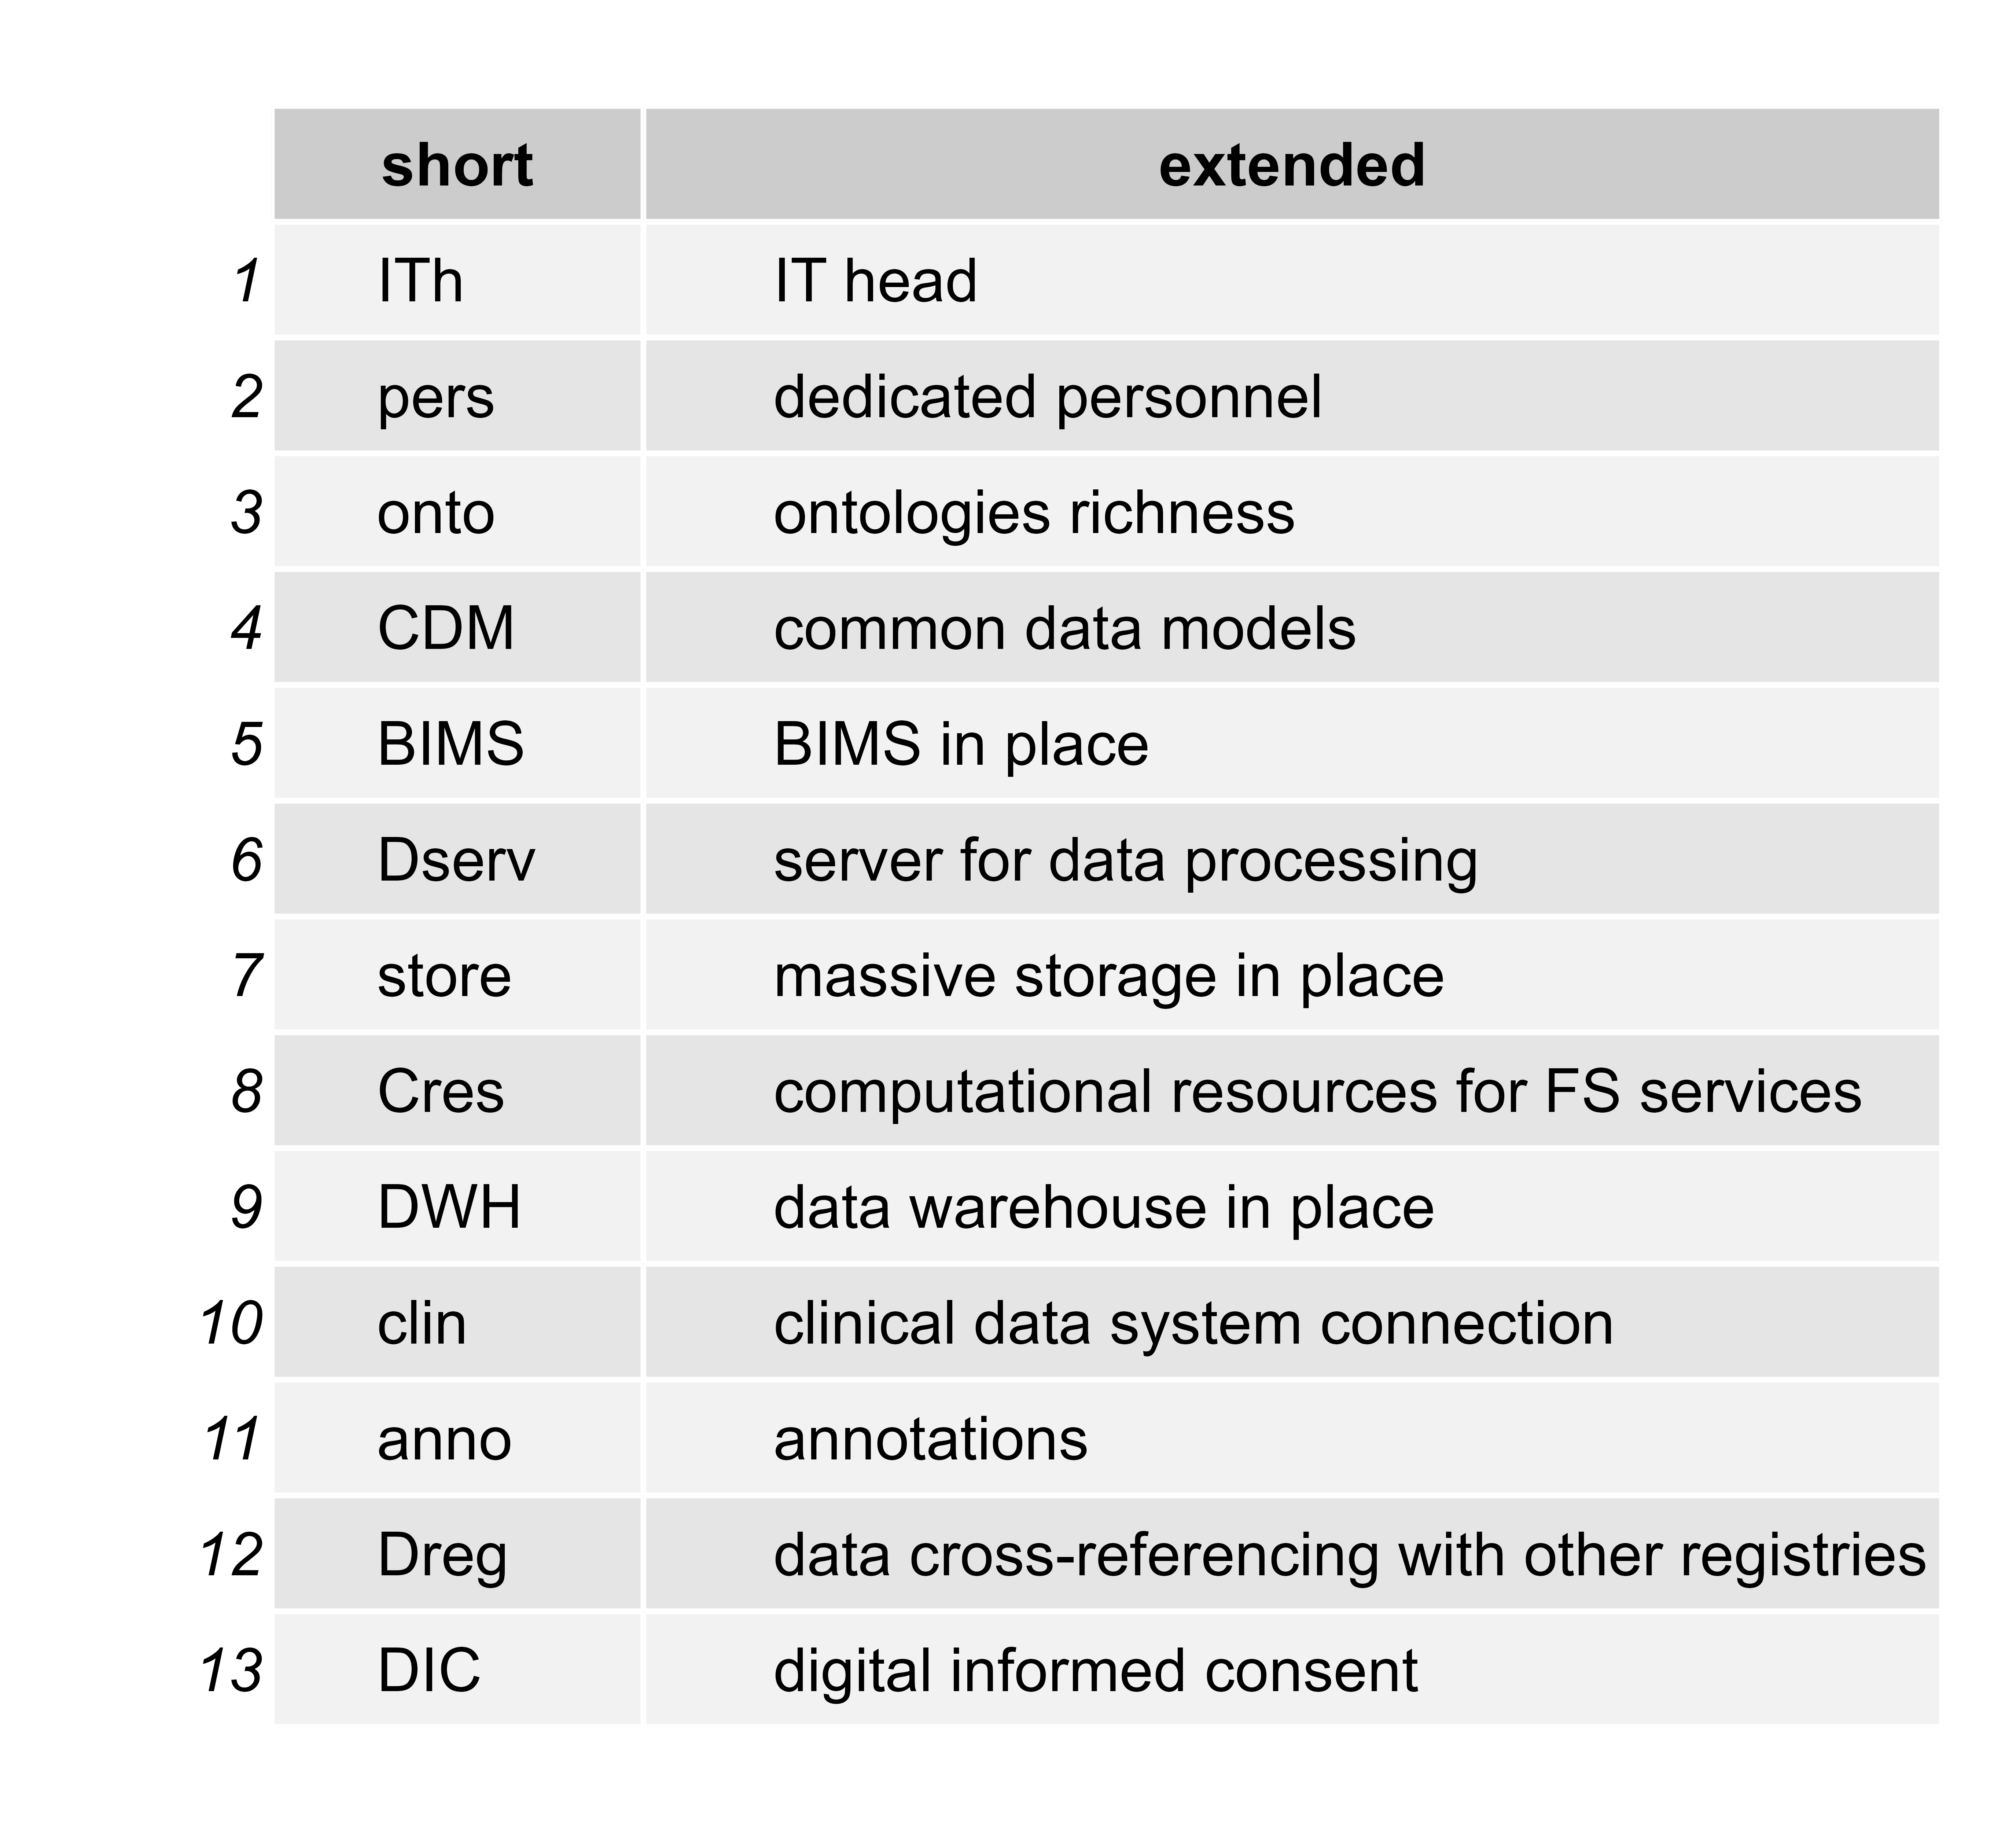 short extended
1 ITh IT head
2 pers dedicated personnel
3 onto ontologies richness
4 CDM common data models
5 BIMS BIMS in place
6 Dserv server for data processing
7 store massive storage in place
8 Cres computational resources for FS services
9 DWH data warehouse in place
10 clin clinical data system connection
11 anno annotations
12 Dreg data cross-referencing with other registries
13 DIC digital informed consent